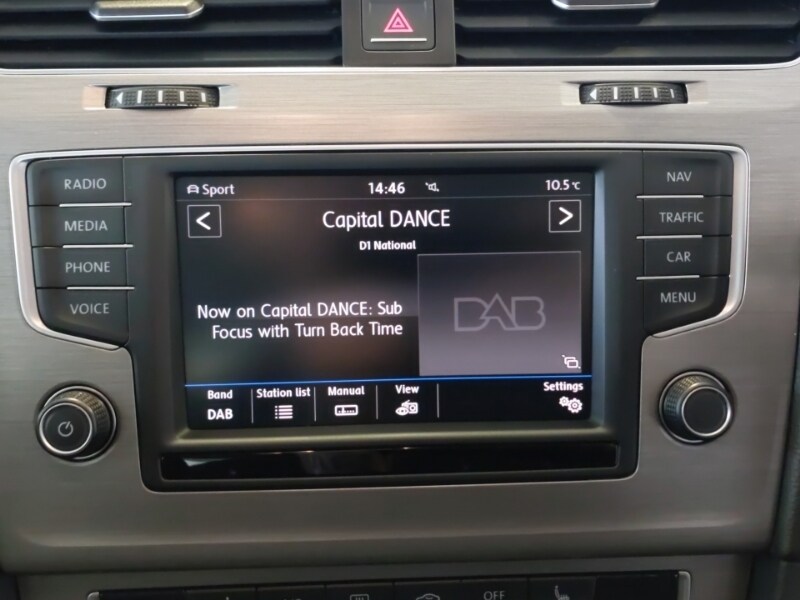 RADIO
MEDIA
PHONE
VOICE
Sport 14:46 10.5°C
Capital DANCE
D1 National
Now on Capital DANCE: Sub
Focus with Turn Back Time
DAB
Band Station list Manual View Settings
DAB
NAV
TRAFFIC
CAR
MENU
OFF